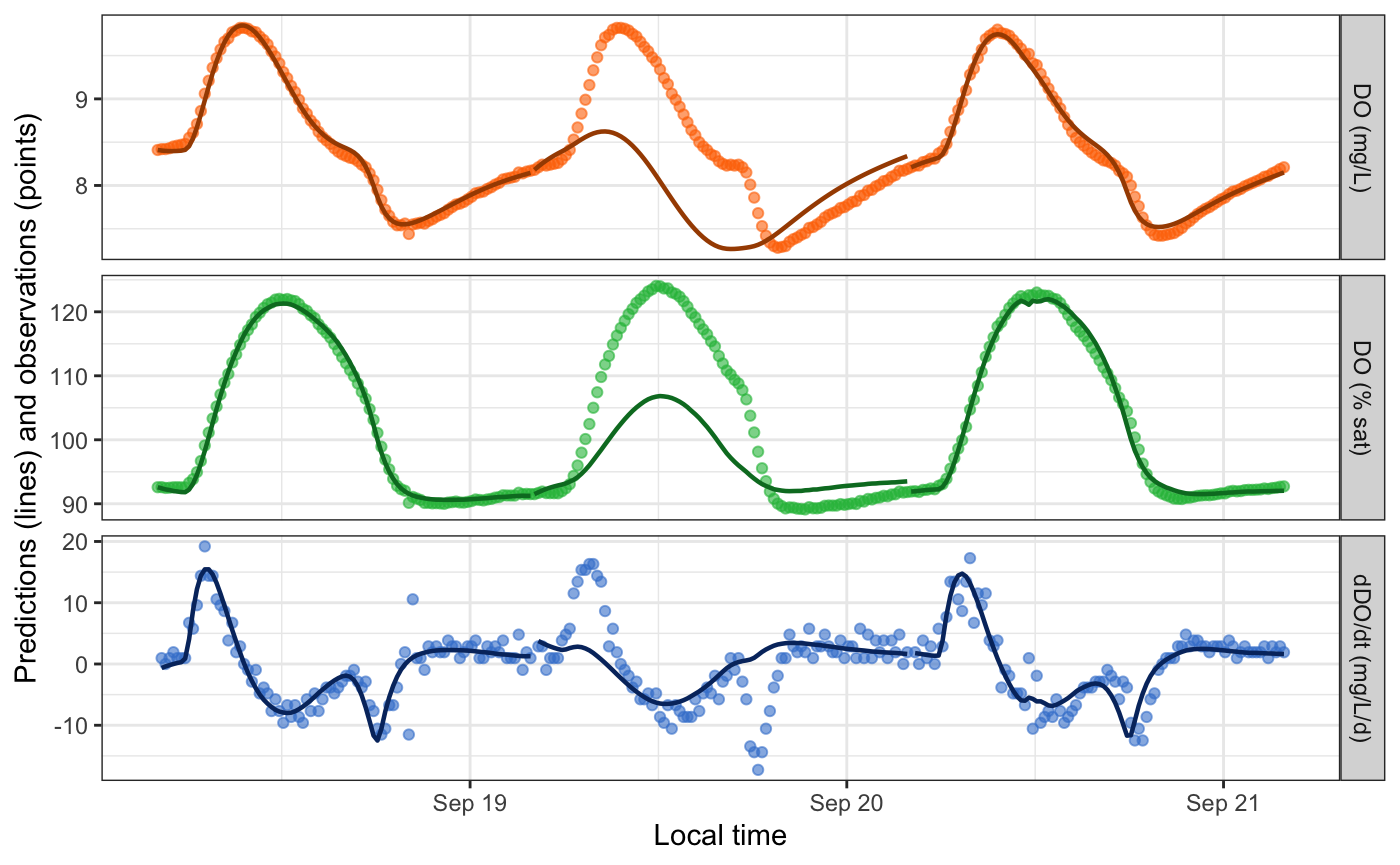 Predictions (lines) and observations (points)
9
8
DO (mg/L)
120
110
100
90
DO (% sat)
20
10
0
-10
dDO/dt (mg/L/d)
Sep 19
Sep 20
Sep 21
Local time